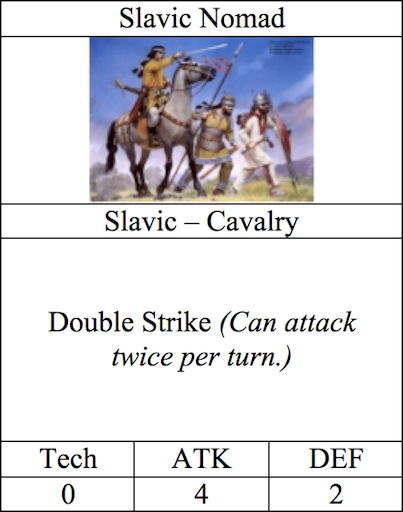 Slavic Nomad
Slavic – Cavalry
Double Strike (Can attack
twice per turn.)
Tech ATK DEF
0 4 2